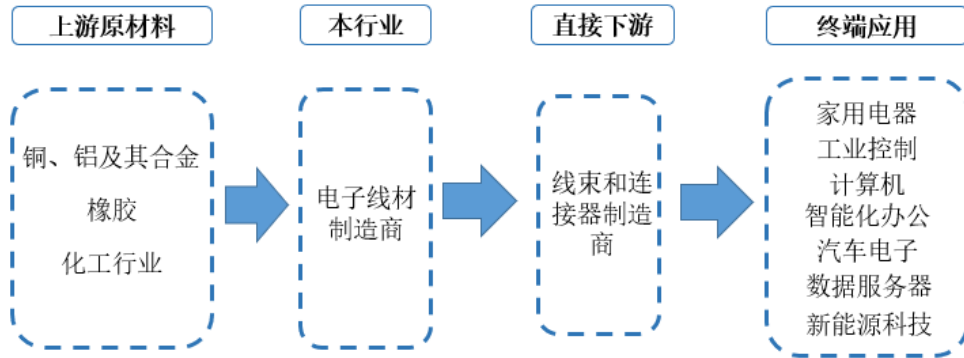 上游原材料
本行业
直接下游
终端应用
铜、铝及其合金
橡胶
化工行业
电子线材
制造商
线束和连
接器制造
商
家用电器
工业控制
计算机
智能化办公
汽车电子
数据服务器
新能源科技